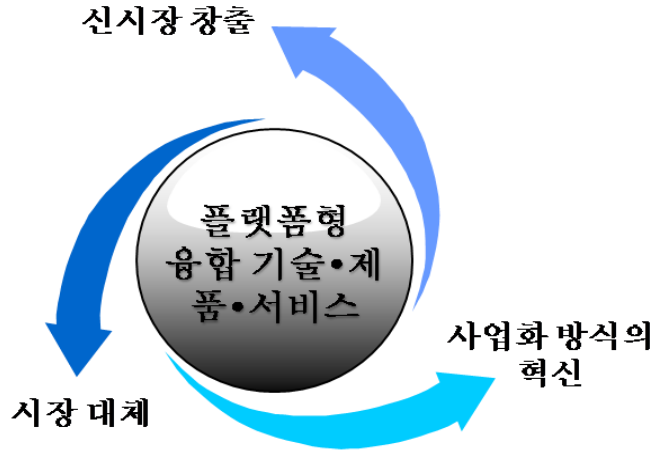 신시장 창출
플랫폼형
융합 기술•제
품•서비스
사업화 방식의
혁신
시장 대체